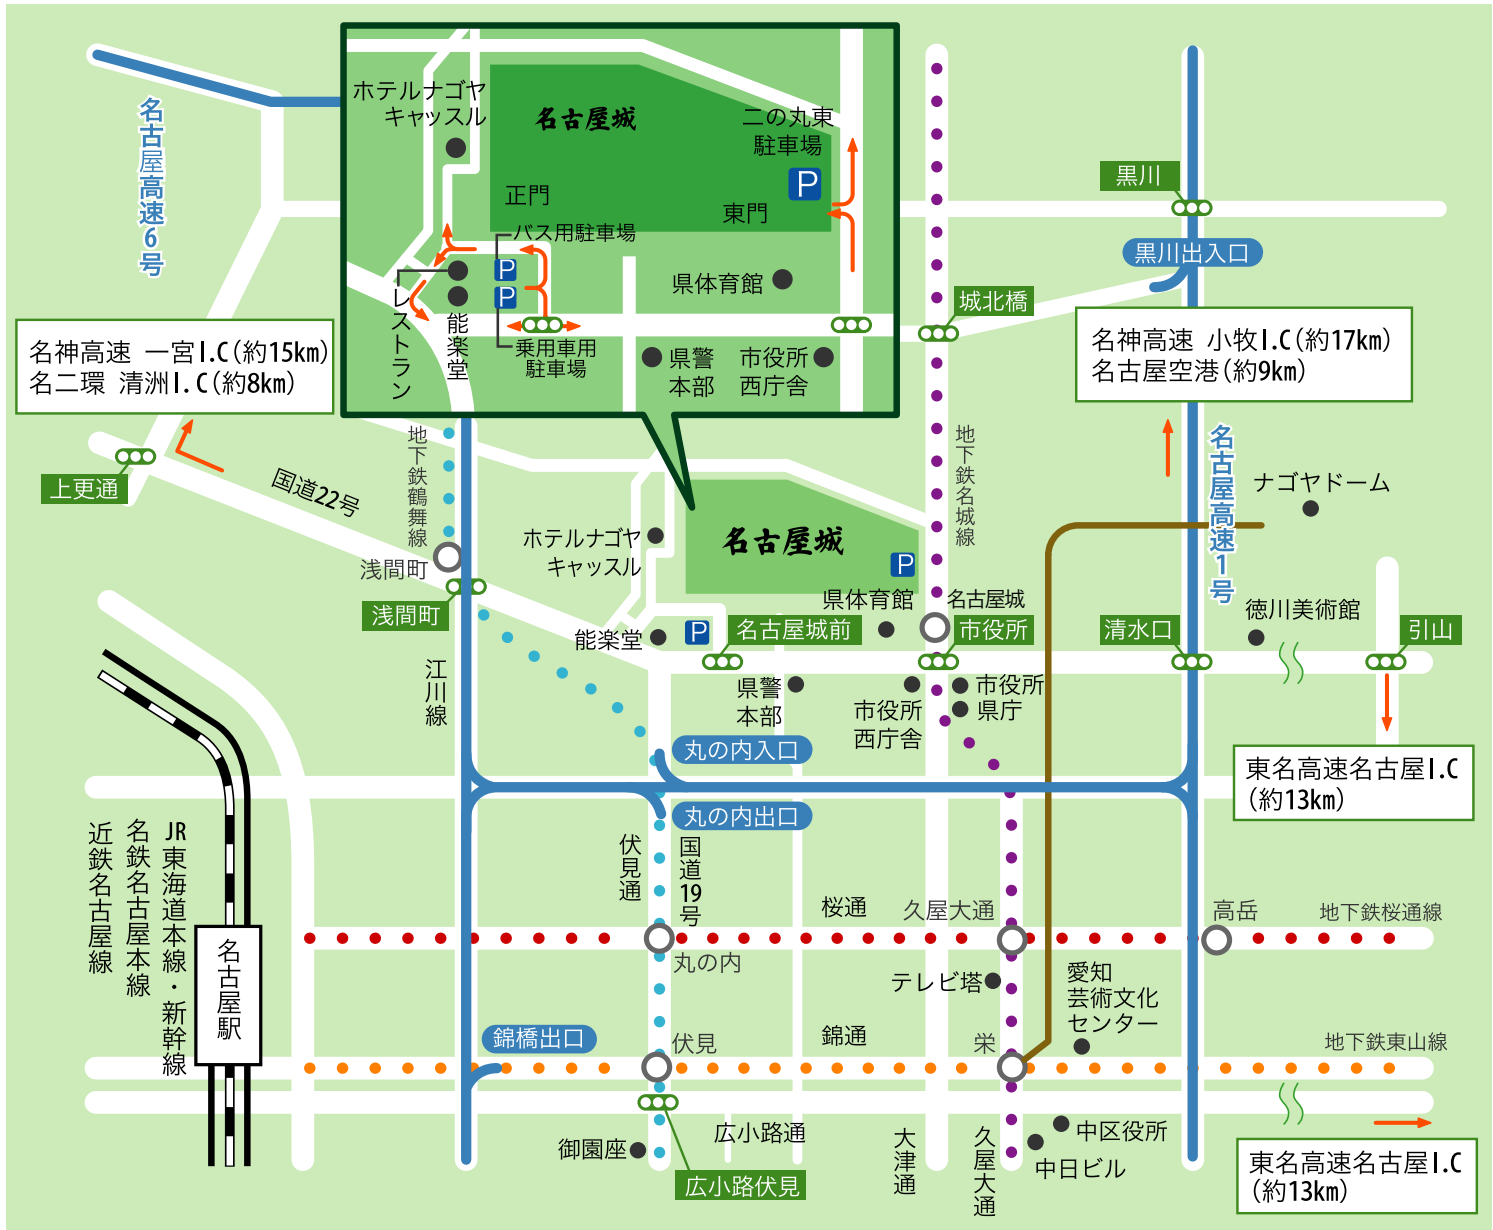 名古屋高速6号
ホテルナゴヤ
キャッスル
名古屋城
二の丸東
駐車場
P
正門
東門
バス用駐車場
P
P
県体育館
レストラン
能楽堂
乗用車用
駐車場
県警
本部
市役所
西庁舎
黒川
黒川出入口
城北橋
名神高速 一宮I.C(約15km)
名二環 清洲I.C(約8km)
名神高速 小牧I.C(約17km)
名古屋空港(約9km)
上更通
国道22号
地下鉄鶴舞線
地下鉄名城線
名古屋高速1号
ナゴヤドーム
ホテルナゴヤ
キャッスル
名古屋城
P
浅間町
浅間町
県体育館
名古屋城
能楽堂
P
名古屋城前
市役所
清水口
徳川美術館
引山
江川線
県警
本部
市役所
西庁舎
市役所
県庁
丸の内入口
丸の内出口
東名高速名古屋I.C
(約13km)
近鉄名古屋線
名鉄名古屋本線
JR東海道本線・新幹線
伏見通
国道19号
桜通
久屋大通
高岳
地下鉄桜通線
丸の内
名古屋駅
テレビ塔
愛知
芸術文化
センター
錦橋出口
伏見
錦通
栄
地下鉄東山線
御園座
広小路通
広小路伏見
大津通
久屋大通
中区役所
中日ビル
東名高速名古屋I.C
(約13km)